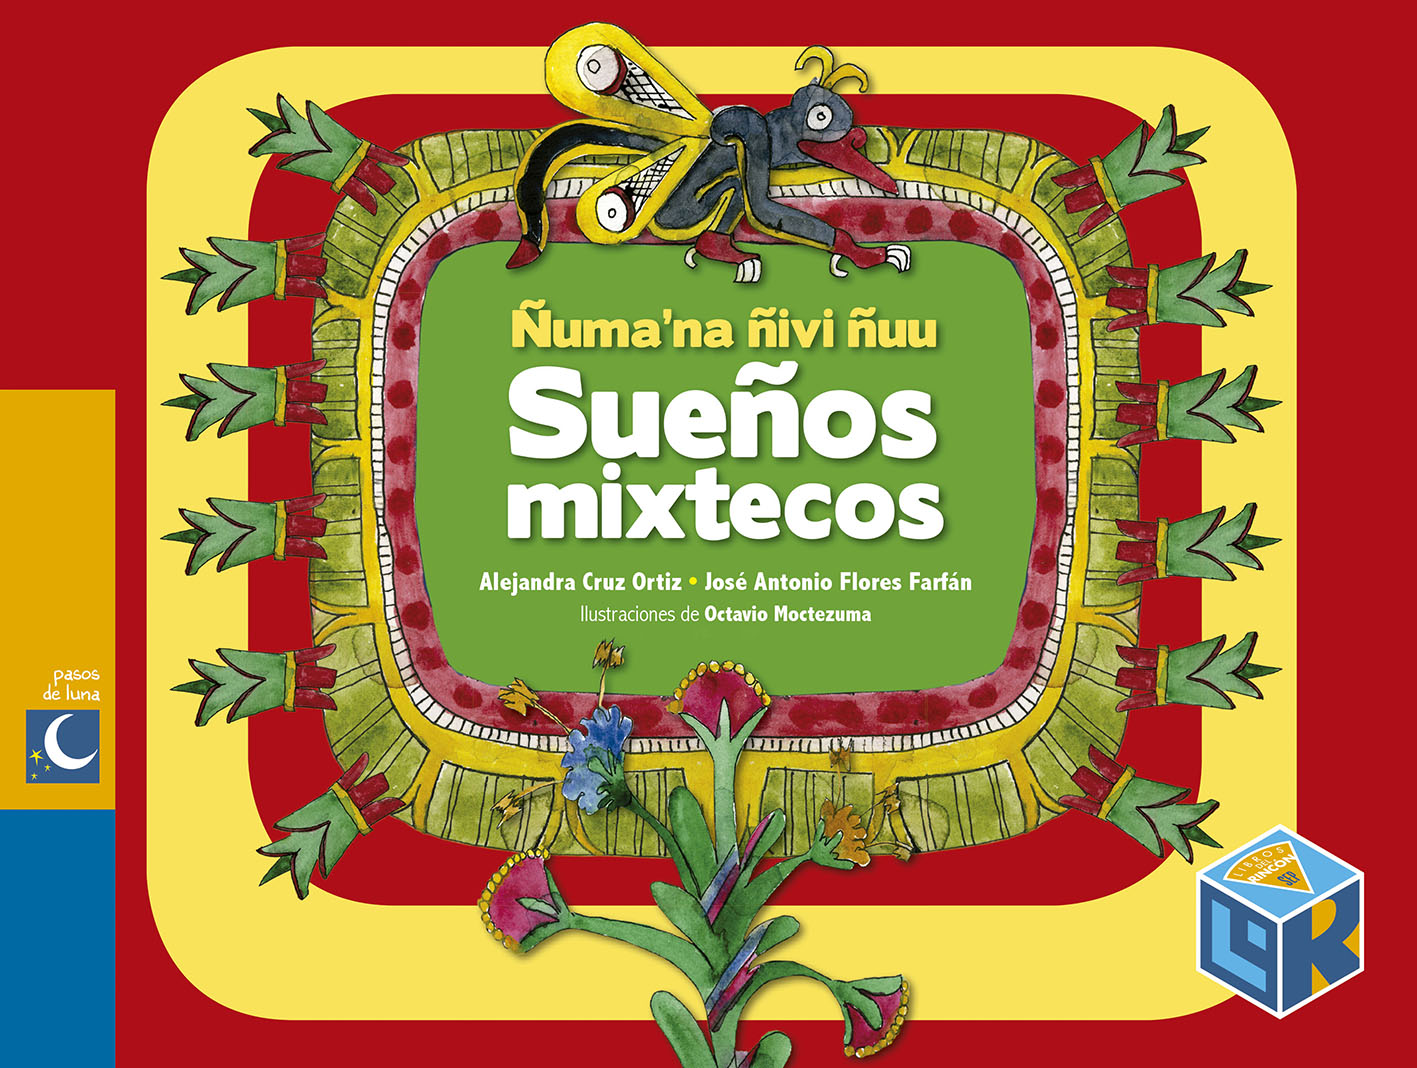 Ñuma’na ñivi ñuu
Sueños
mixtecos
Alejandra Cruz Ortiz • José Antonio Flores Farfán
Ilustraciones de Octavio Moctezuma
pasos
de luna
LIBROS
DEL
RINCÓN
SEP
LR